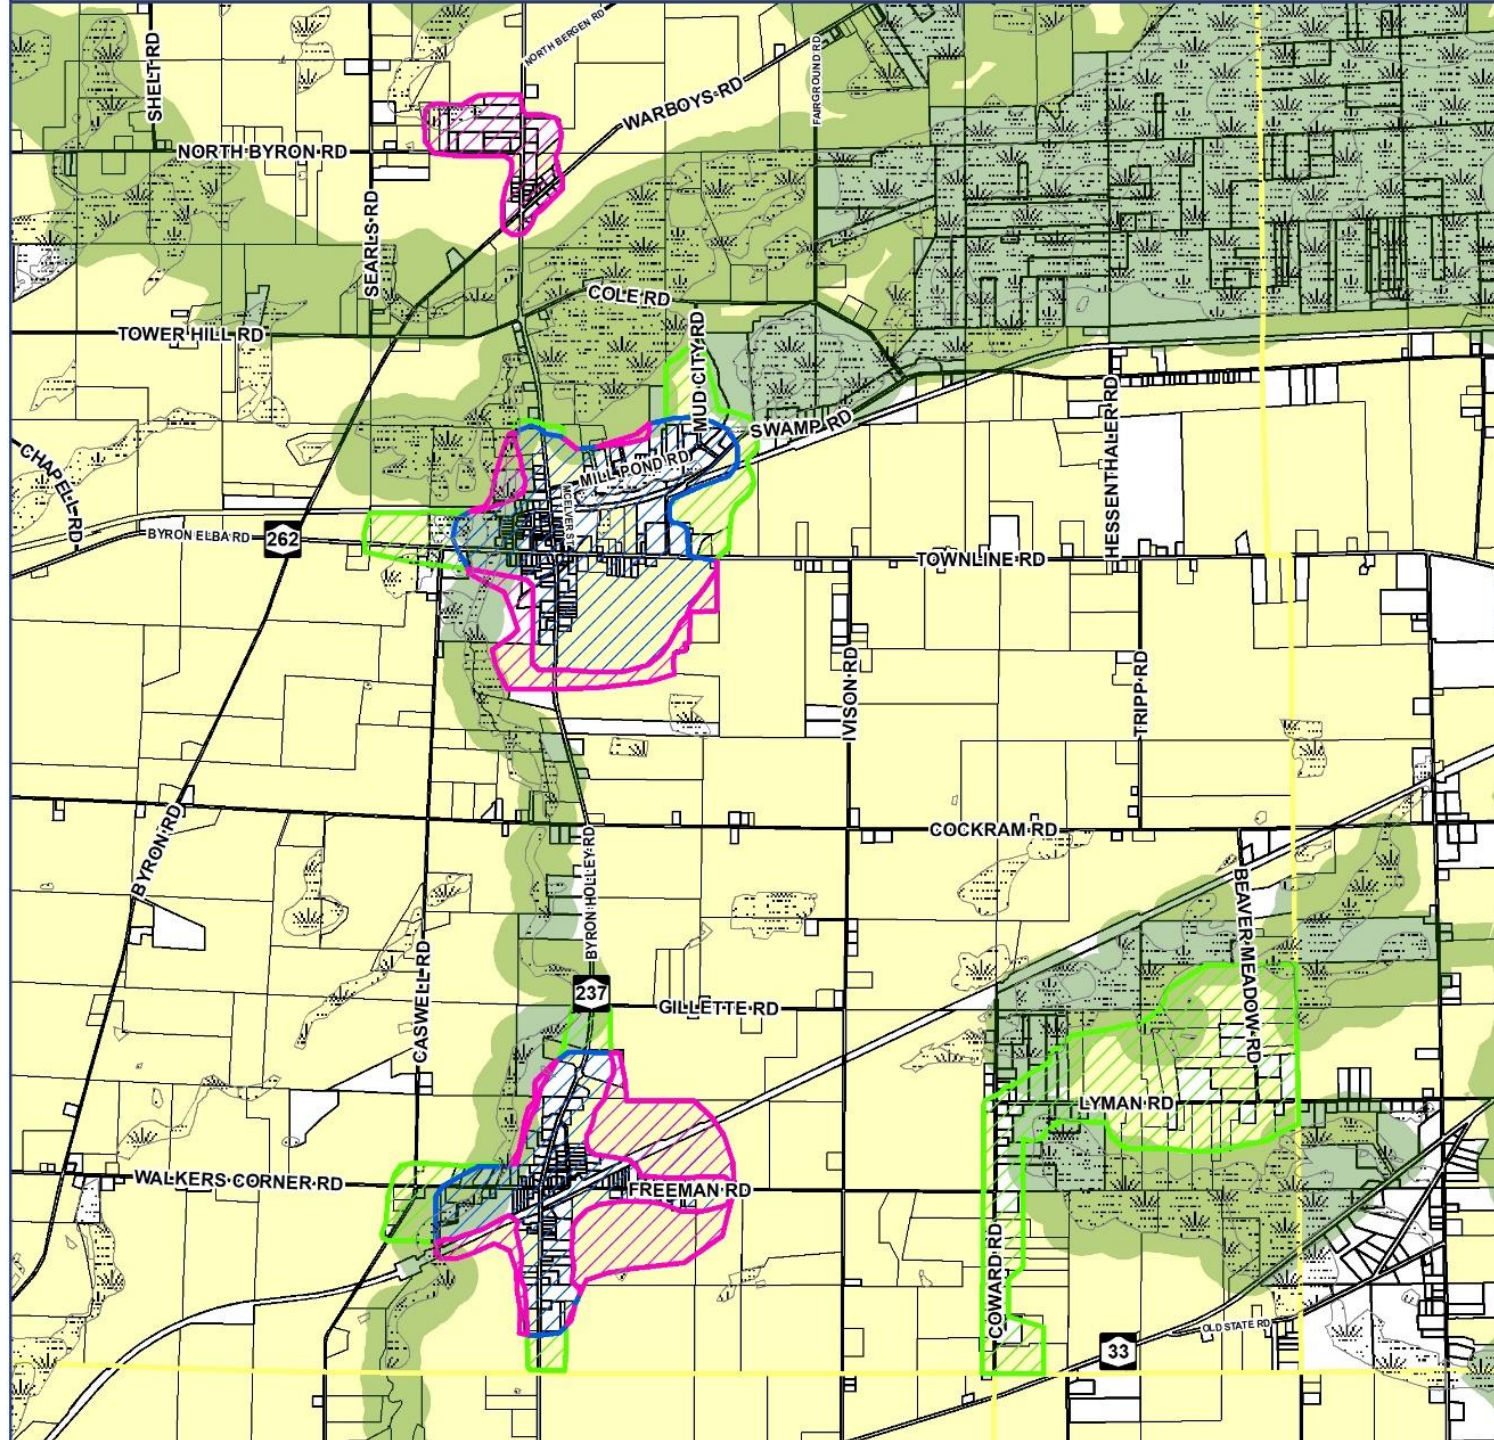 NORTH BERGEN RD
SHELT RD
FAIRGROUND RD
WARBOYS RD
NORTH BYRON RD
SEARLS RD
COLE RD
TOWER HILL RD
MUD CITY RD
SWAMP RD
HESSENTHALER RD
CHAPELL RD
MILL POND RD
MCELVER ST
BYRON ELBA RD
262
TOWNLINE RD
IVISON RD
TRIPP RD
BYRON RD
COCKRAM RD
BYRON HOLLEY RD
BEAVER MEADOW RD
CASWELL RD
237
GILLETTE RD
LYMAN RD
WALKERS CORNER RD
FREEMAN RD
COWARD RD
OLD STATE RD
33